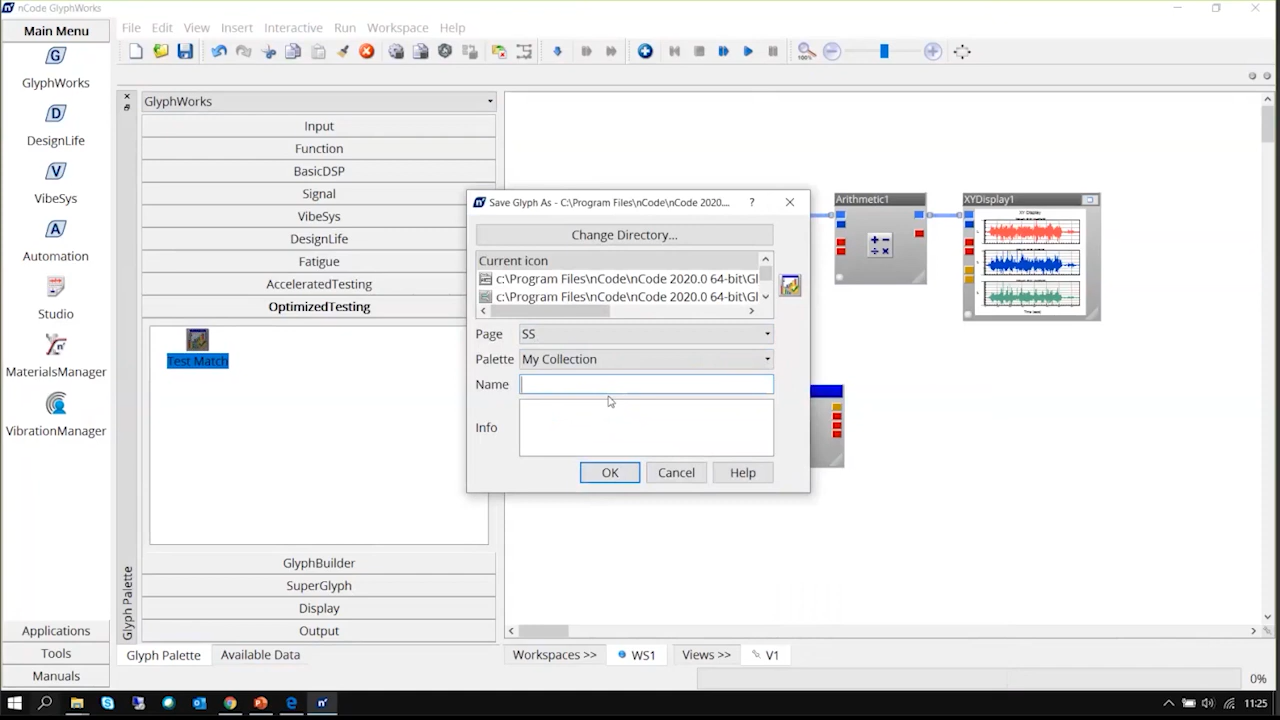 nCode GlyphWorks
Main Menu
GlyphWorks
DesignLife
VibeSys
Automation
Studio
MaterialsManager
VibrationManager
Applications
Tools
Manuals
File Edit View Insert Interactive Run Workspace Help
100%
GlyphWorks
Input
Function
BasicDSP
Signal
VibeSys
DesignLife
Fatigue
AcceleratedTesting
OptimizedTesting
Test Match
GlyphBuilder
SuperGlyph
Display
Output
Glyph Palette
Glyph Palette Available Data
Save Glyph As - C:\Program Files\nCode\nCode 2020....
Change Directory...
Current icon
c:\Program Files\nCode\nCode 2020.0 64-bit\Gl
c:\Program Files\nCode\nCode 2020.0 64-bit\Gl
Page SS
Palette My Collection
Name
Info
OK Cancel Help
Arithmetic1
XYDisplay1
XY Display
Workspaces >> WS1 Views >> V1
0%
11:25